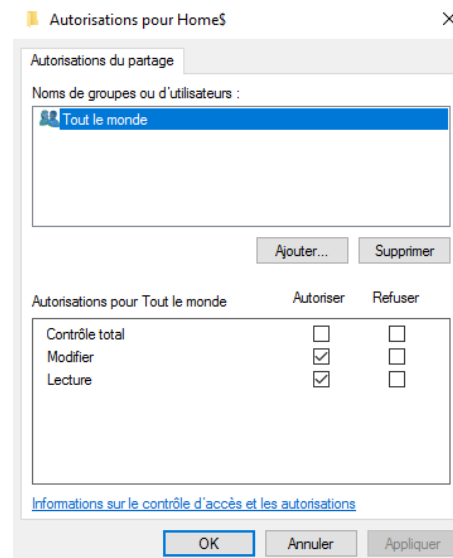 Autorisations pour Home$
Autorisations du partage
Noms de groupes ou d'utilisateurs :
Tout le monde
Ajouter... Supprimer
Autorisations pour Tout le monde Autoriser Refuser
Contrôle total
Modifier
Lecture
Informations sur le contrôle d'accès et les autorisations
OK Annuler Appliquer